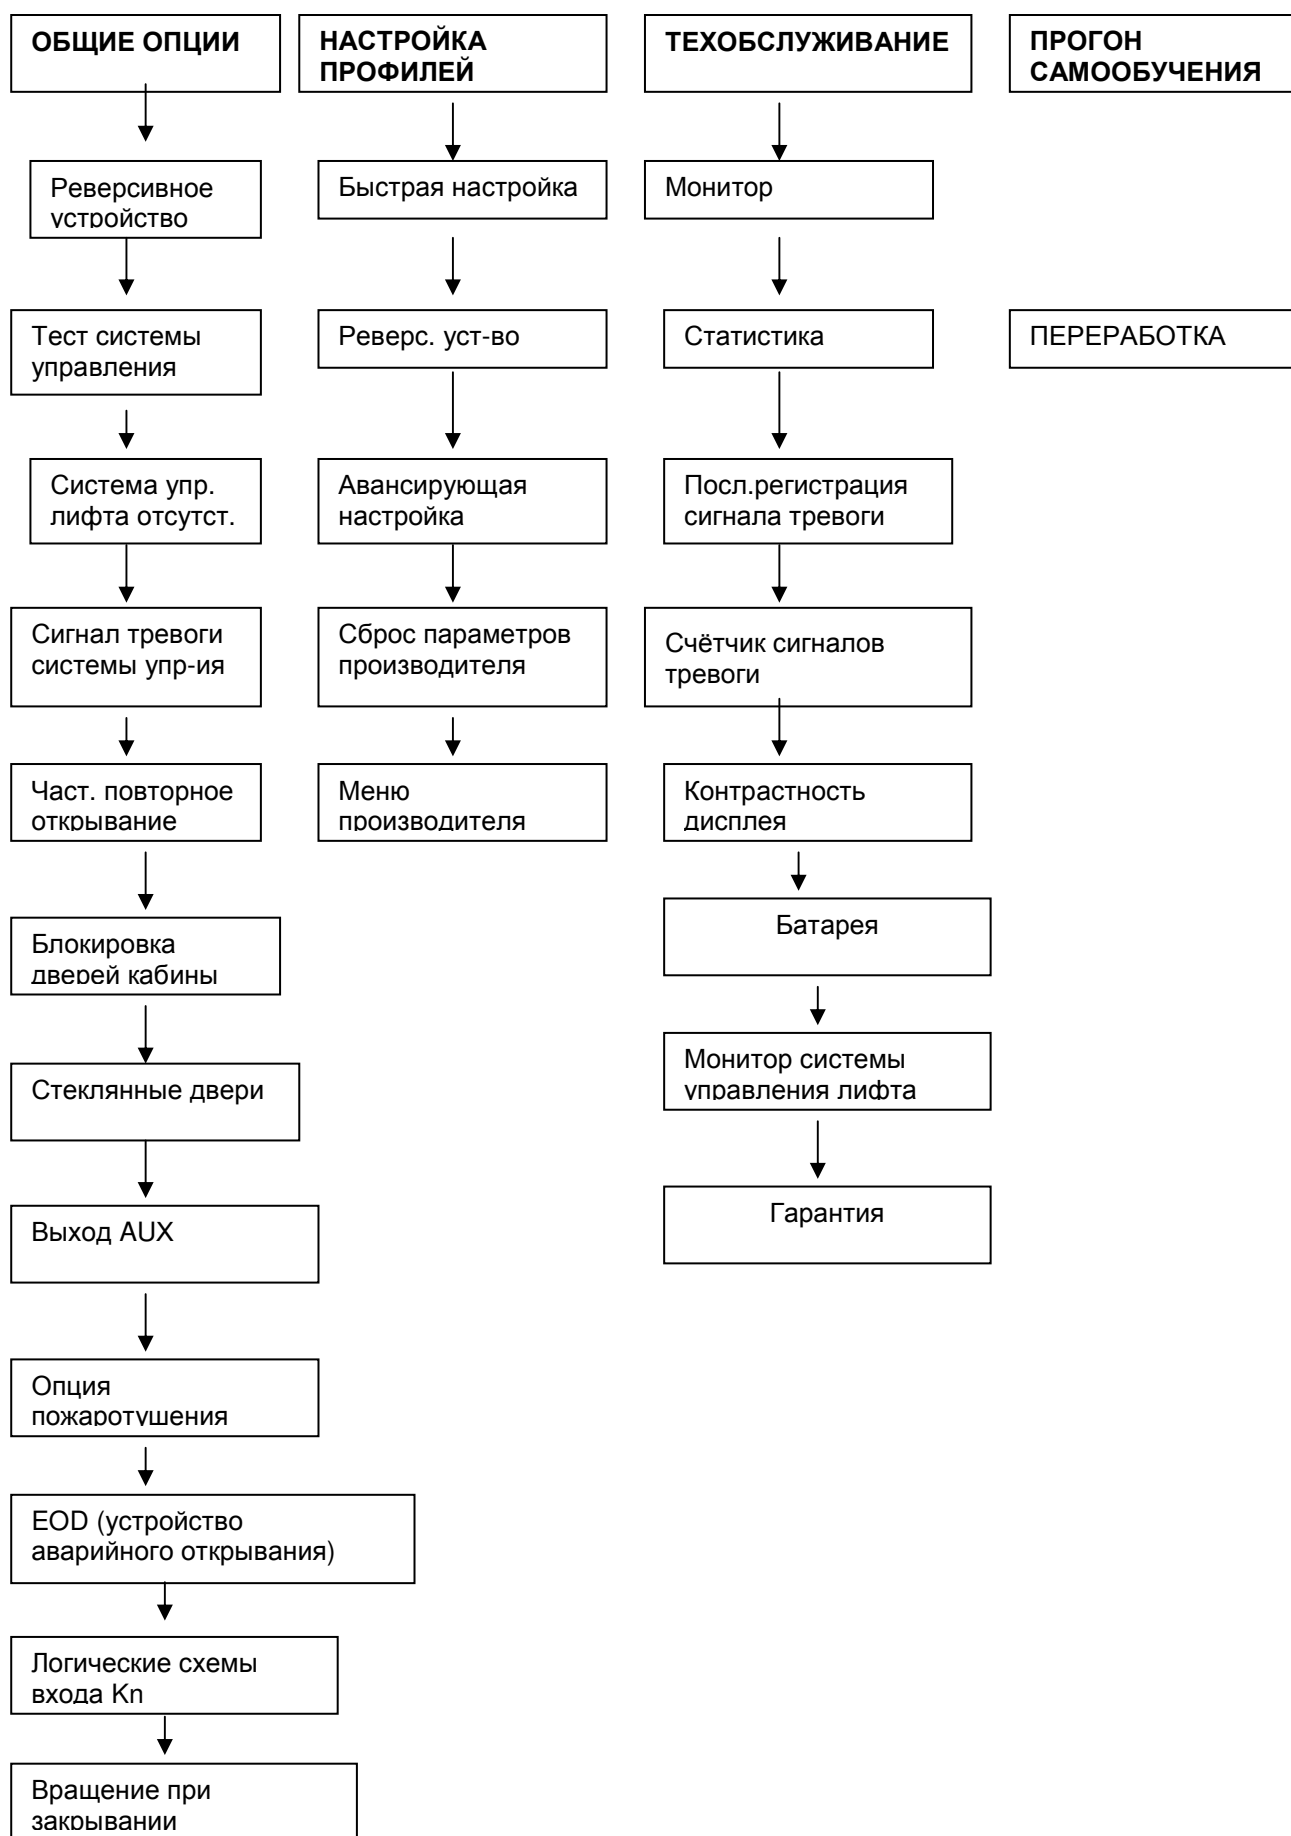 ОБЩИЕ ОПЦИИ
Реверсивное
устройство
Тест системы
управления
Система упр.
лифта отсутст.
Сигнал тревоги
системы упр-ия
Част. повторное
открывание
Блокировка
дверей кабины
Стеклянные двери
Выход AUX
Опция
пожаротушения
EOD (устройство
аварийного открывания)
Логические схемы
входа Kn
Вращение при
закрывании
НАСТРОЙКА
ПРОФИЛЕЙ
Быстрая настройка
Реверс. уст-во
Авансирующая
настройка
Сброс параметров
производителя
Меню
производителя
ТЕХОБСЛУЖИВАНИЕ
Монитор
Статистика
Посл.регистрация
сигнала тревоги
Счётчик сигналов
тревоги
Контрастность
дисплея
Батарея
Монитор системы
управления лифта
Гарантия
ПРОГОН
САМООБУЧЕНИЯ
ПЕРЕРАБОТКА